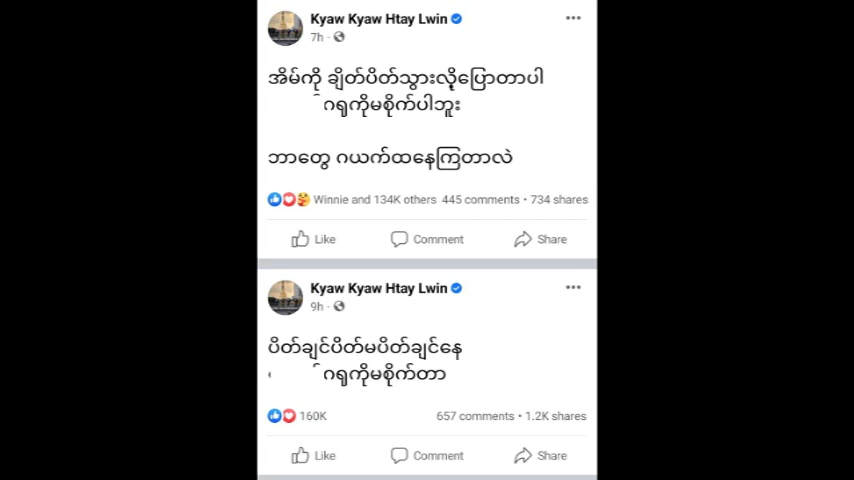 Kyaw Kyaw Htay Lwin
7h ·
အိမ်ကို ချိတ်ပိတ်သွားလို့ပြောတာပါ
ဂရုကိုမစိုက်ပါဘူး
ဘာတွေ ဂယက်ထနေကြတာလဲ
Winnie and 134K others 445 comments • 734 shares
Like Comment Share
Kyaw Kyaw Htay Lwin
9h ·
ပိတ်ချင်ပိတ်မပိတ်ချင်နေ
ဂရုကိုမစိုက်တာ
160K 657 comments • 1.2K shares
Like Comment Share